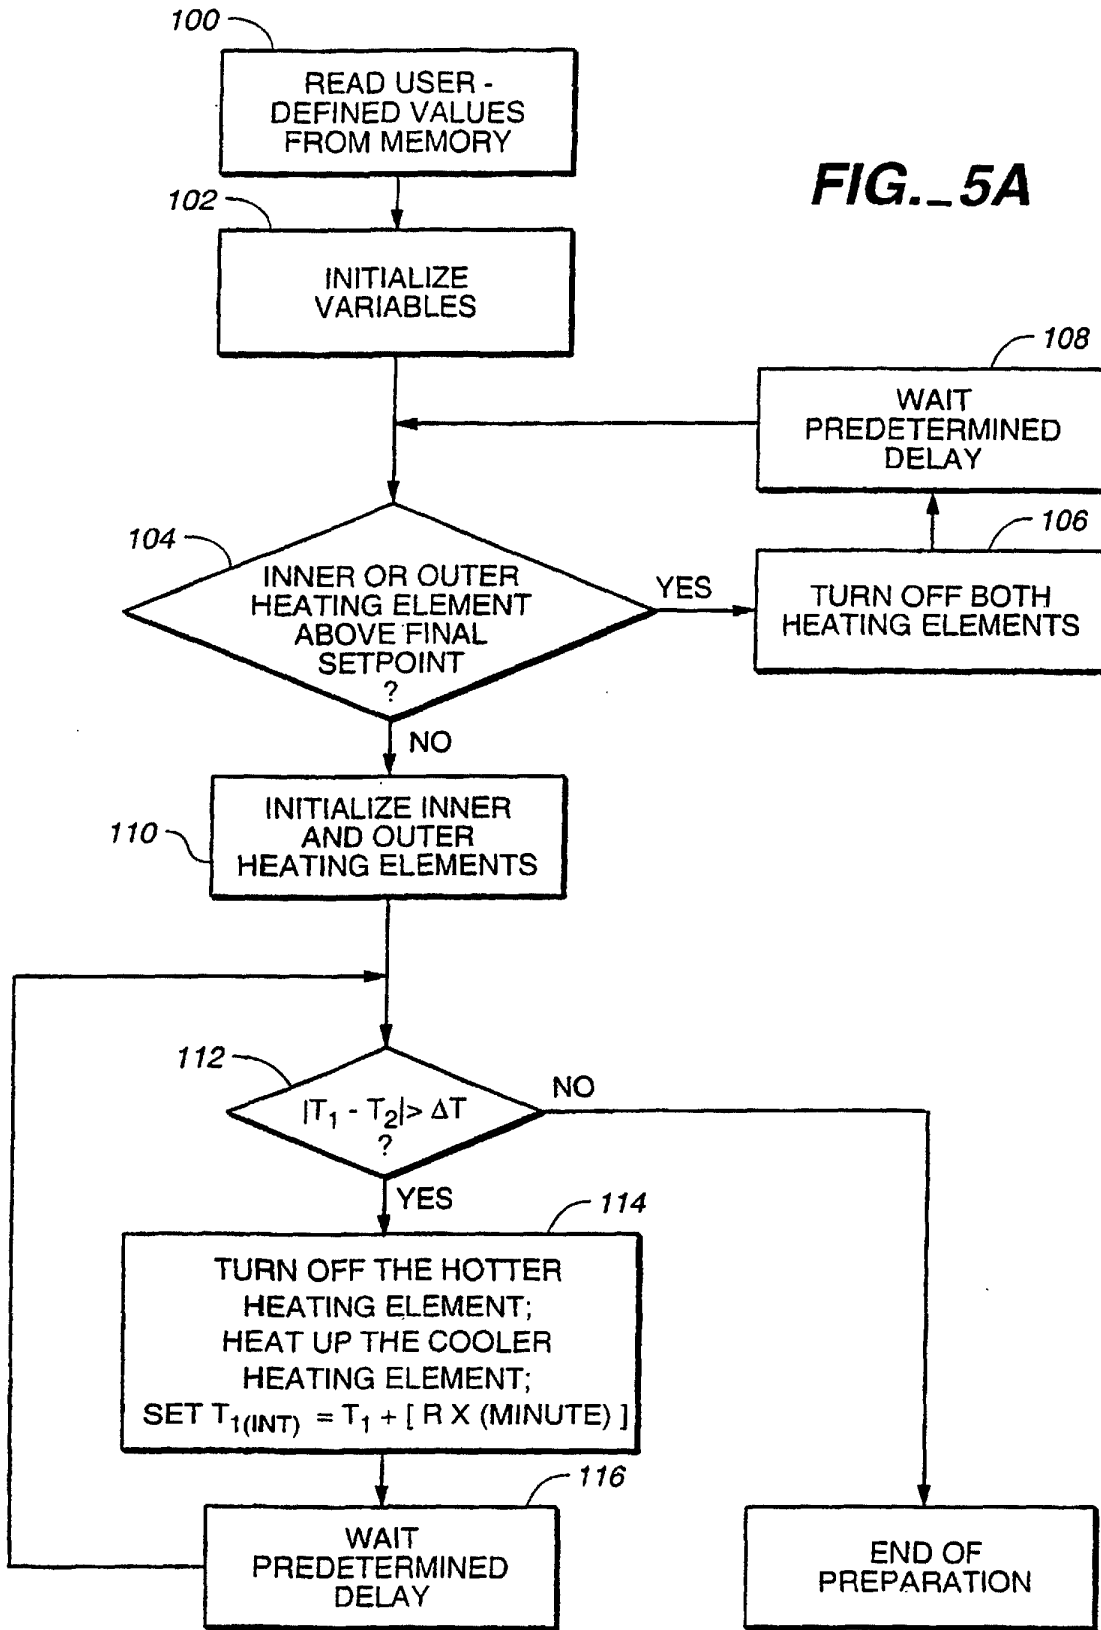 100
READ USER -
DEFINED VALUES
FROM MEMORY
FIG._5A
102
INITIALIZE
VARIABLES
108
WAIT
PREDETERMINED
DELAY
104
INNER OR OUTER
HEATING ELEMENT
ABOVE FINAL
SETPOINT
?
YES
106
TURN OFF BOTH
HEATING ELEMENTS
NO
110
INITIALIZE INNER
AND OUTER
HEATING ELEMENTS
112
|T1 - T2| > ΔT
?
NO
YES
114
TURN OFF THE HOTTER
HEATING ELEMENT;
HEAT UP THE COOLER
HEATING ELEMENT;
SET T1(INT) = T1 + [ R X (MINUTE) ]
116
WAIT
PREDETERMINED
DELAY
END OF
PREPARATION